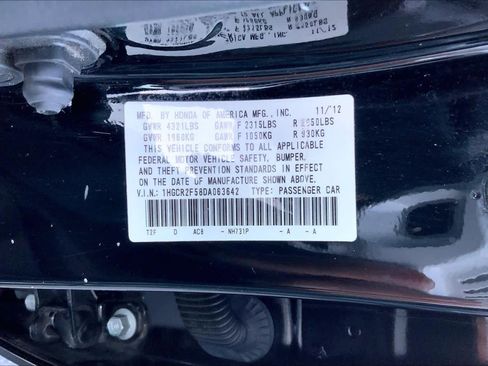 MFD. BY HONDA OF AMERICA MFG., INC. 11/12
GVWR 4321LBS GAWR F 2315LBS R 2050LBS
GVWR 1960KG GAWR F 1050KG R 930KG
THIS VEHICLE CONFORMS TO ALL APPLICABLE
FEDERAL MOTOR VEHICLE SAFETY, BUMPER,
AND THEFT PREVENTION STANDARDS IN EFFECT
ON THE DATE OF MANUFACTURE SHOWN ABOVE.
V.I.N.: 1HGCR2F58DA063642 TYPE: PASSENGER CAR
T2F D AC8 - NH731P - A - A